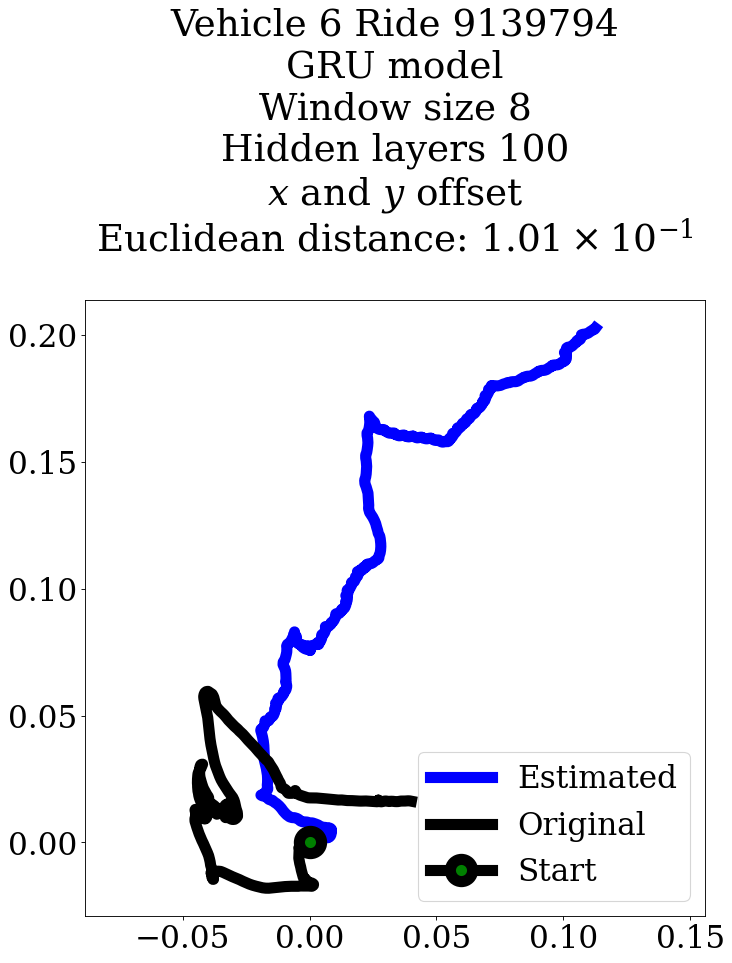 Vehicle 6 Ride 9139794
GRU model
Window size 8
Hidden layers 100
x and y offset
Euclidean distance: 1.01 × 10⁻¹
0.20
0.15
0.10
0.05
0.00
Estimated
Original
Start
−0.05 0.00 0.05 0.10 0.15